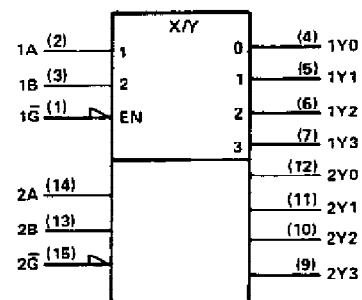 X/Y
1A (2) 1 0 (4) 1Y0
1B (3) 2 1 (5) 1Y1
1G̅ (1) EN 2 (6) 1Y2
3 (7) 1Y3
(12) 2Y0
2A (14) (11) 2Y1
2B (13) (10) 2Y2
2G̅ (15) (9) 2Y3